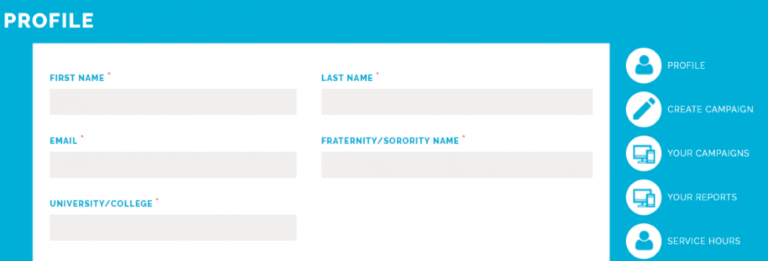 PROFILE
FIRST NAME *
LAST NAME *
EMAIL *
FRATERNITY/SORORITY NAME *
UNIVERSITY/COLLEGE *
PROFILE
CREATE CAMPAIGN
YOUR CAMPAIGNS
YOUR REPORTS
SERVICE HOURS